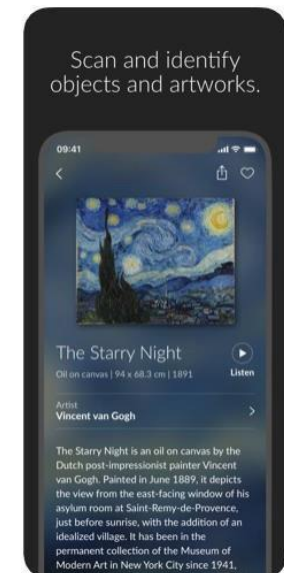 Scan and identify
objects and artworks.
09:41
The Starry Night
Oil on canvas | 94 x 68.3 cm | 1891
Listen
Artist
Vincent van Gogh
The Starry Night is an oil on canvas by the
Dutch post-impressionist painter Vincent
van Gogh. Painted in June 1889, it depicts
the view from the east-facing window of his
asylum room at Saint-Remy-de-Provence,
just before sunrise, with the addition of an
idealized village. It has been in the
permanent collection of the Museum of
Modern Art in New York City since 1941,